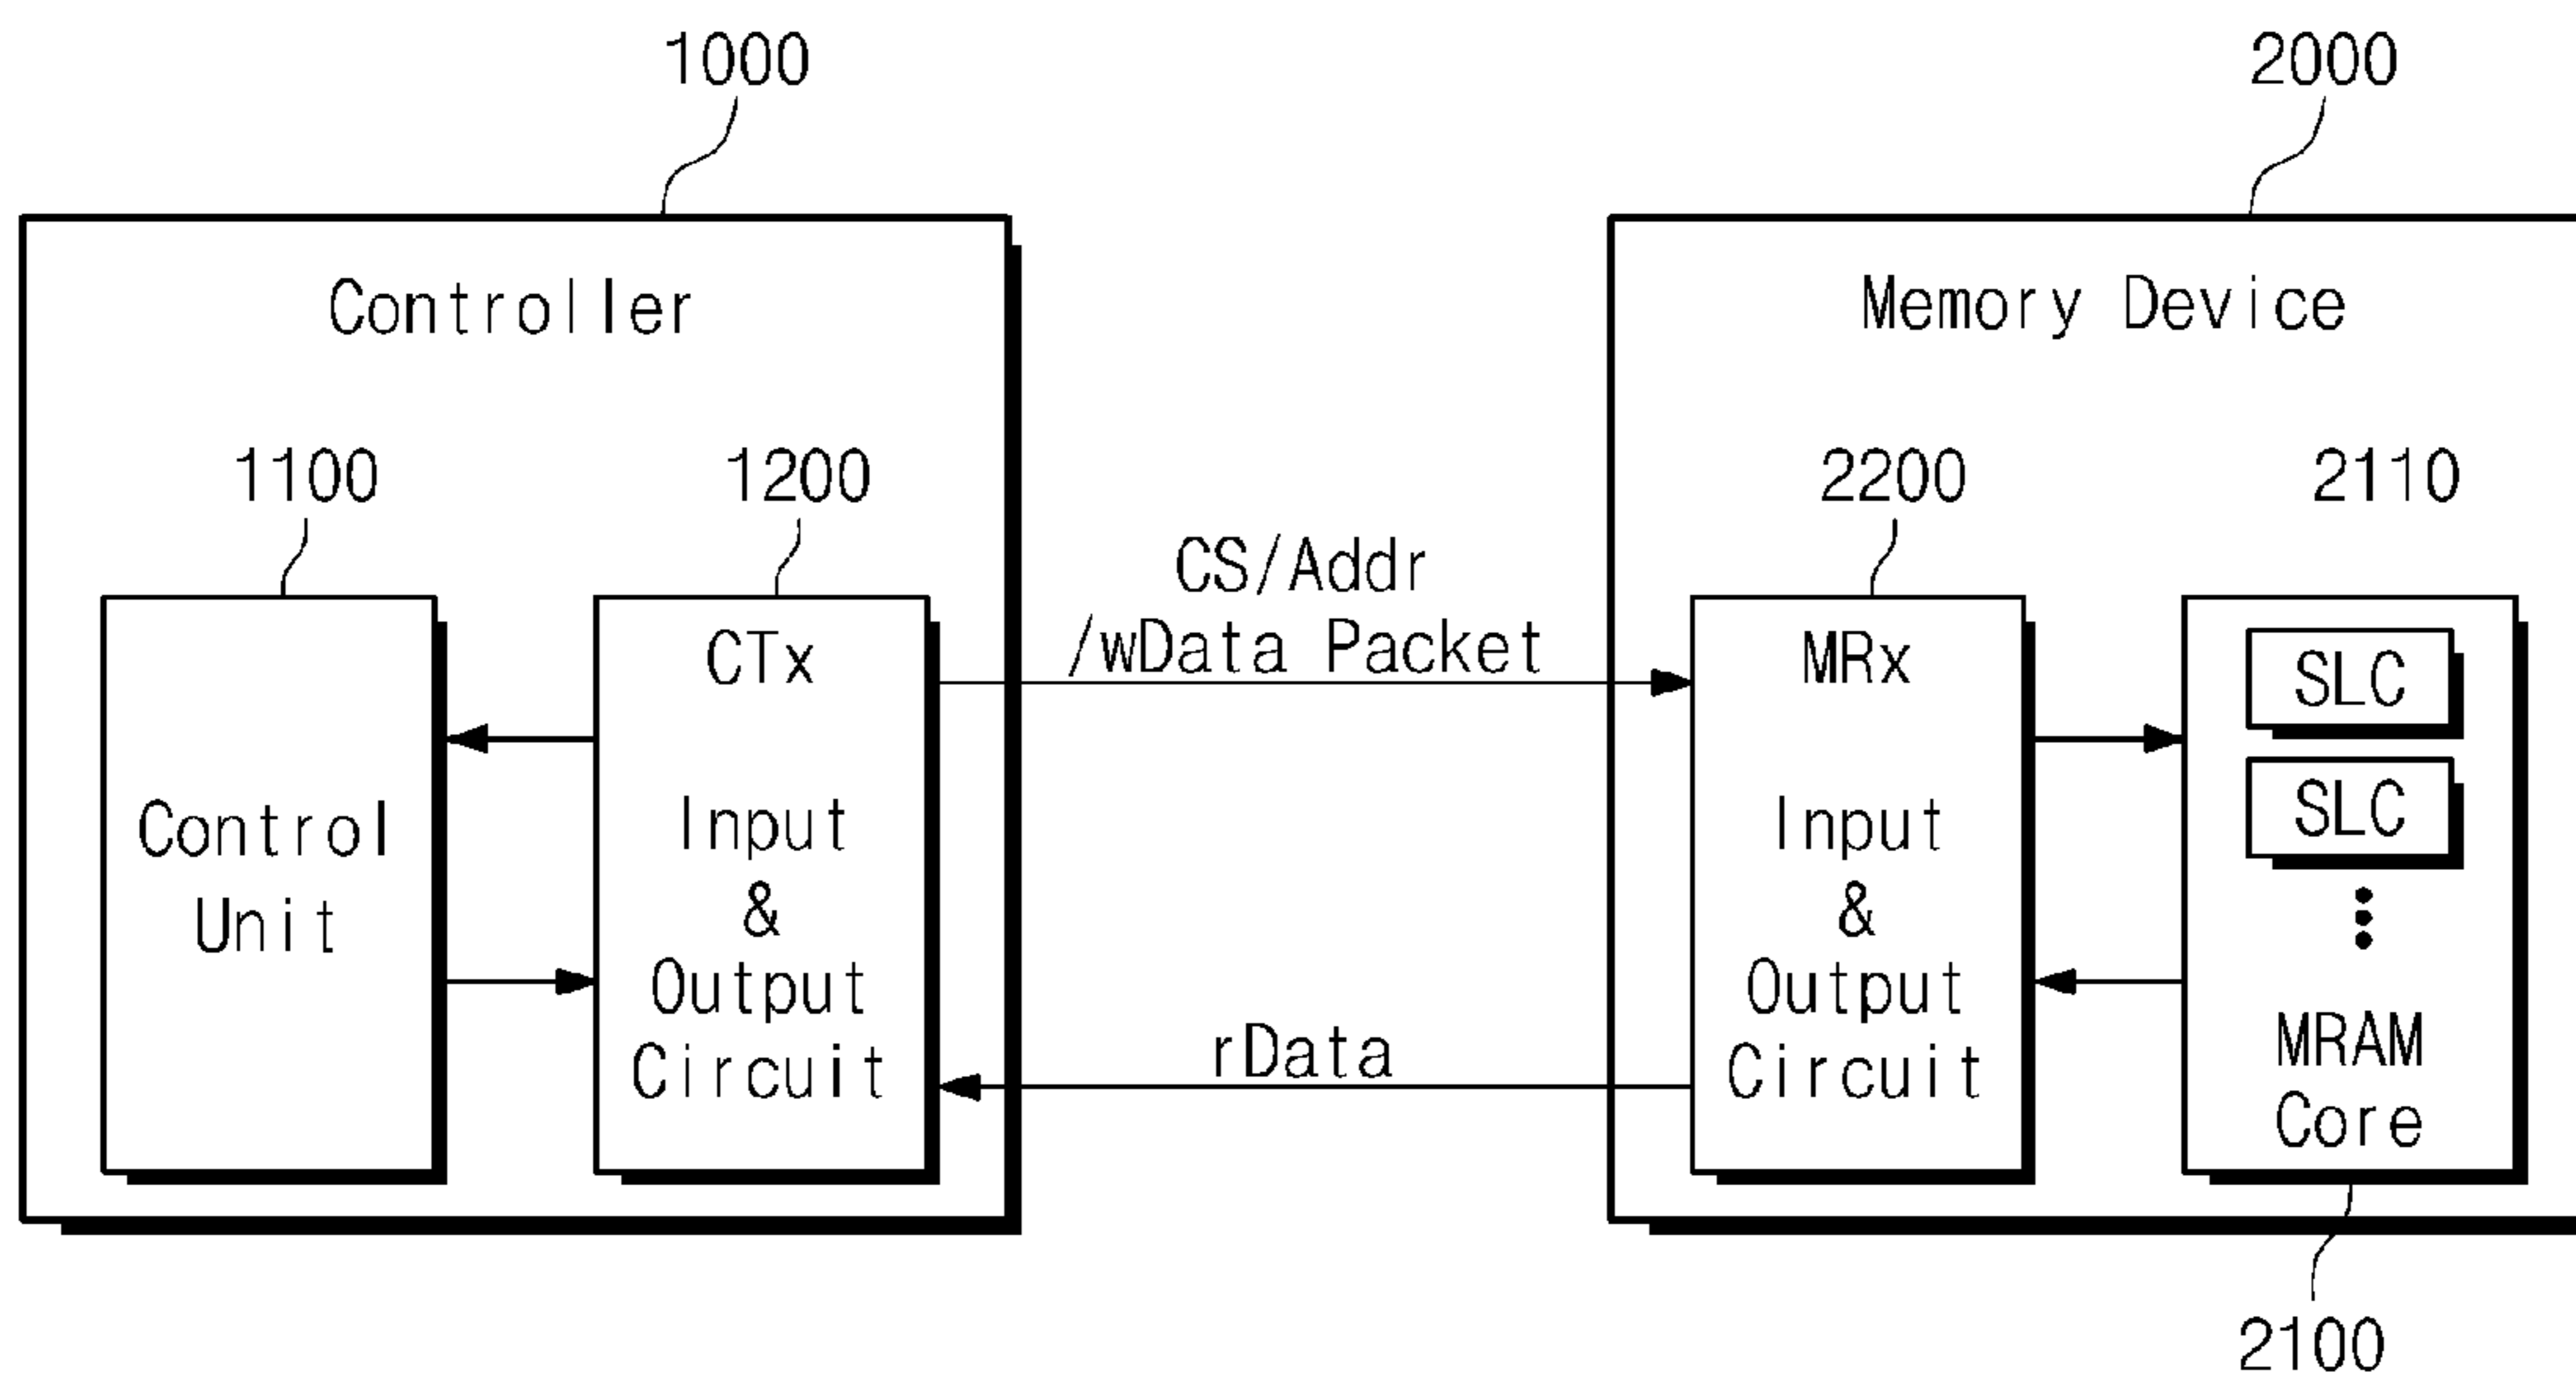 1000
2000
Controller
Memory Device
1100
1200
2200
2110
CS/Addr
/wData Packet
CTx
MRx
SLC
SLC
Control
Unit
Input
&
Output
Circuit
Input
&
Output
Circuit
rData
MRAM
Core
2100